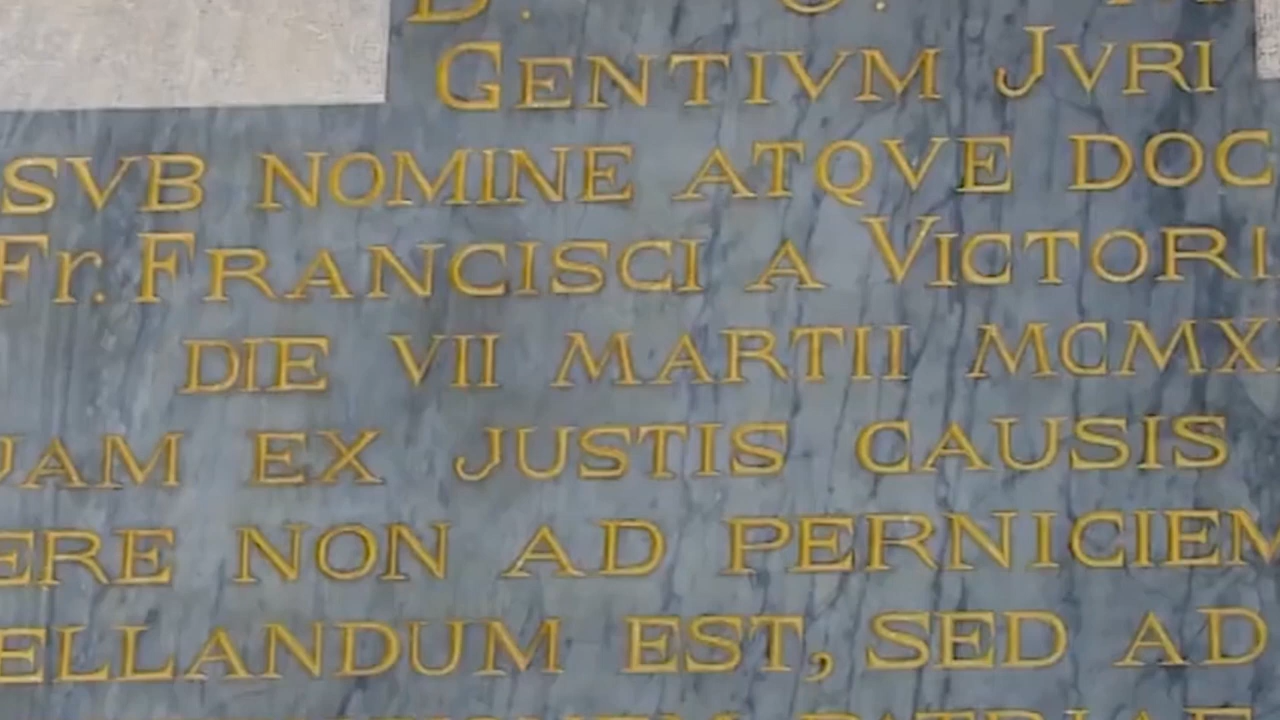 D. O.
GENTIVM JVRI
SVB NOMINE ATQVE DOC
Fr. FRANCISCI A VICTORI
DIE VII MARTII MCMX
JAM EX JUSTIS CAUSIS
ERE NON AD PERNICIEM
ELLANDUM EST, SED AD
PATRIAE